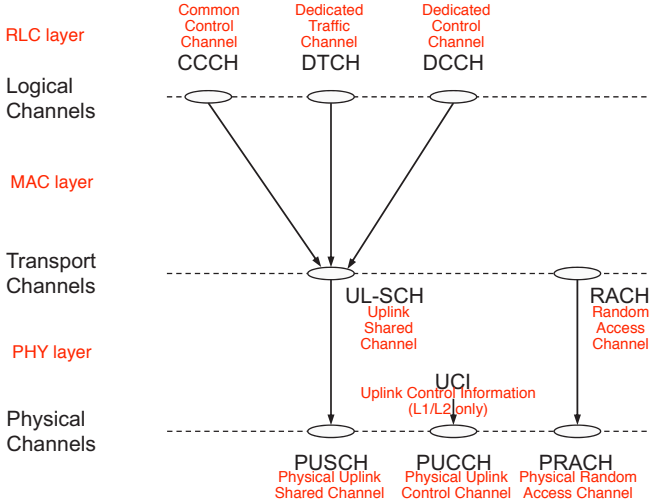 Common
Control
Channel
CCCH
Dedicated
Traffic
Channel
DTCH
Dedicated
Control
Channel
DCCH
RLC layer
Logical
Channels
MAC layer
Transport
Channels
UL-SCH
Uplink
Shared
Channel
RACH
Random
Access
Channel
PHY layer
UCI
Uplink Control Information
(L1/L2 only)
Physical
Channels
PUSCH
Physical Uplink
Shared Channel
PUCCH
Physical Uplink
Control Channel
PRACH
Physical Random
Access Channel